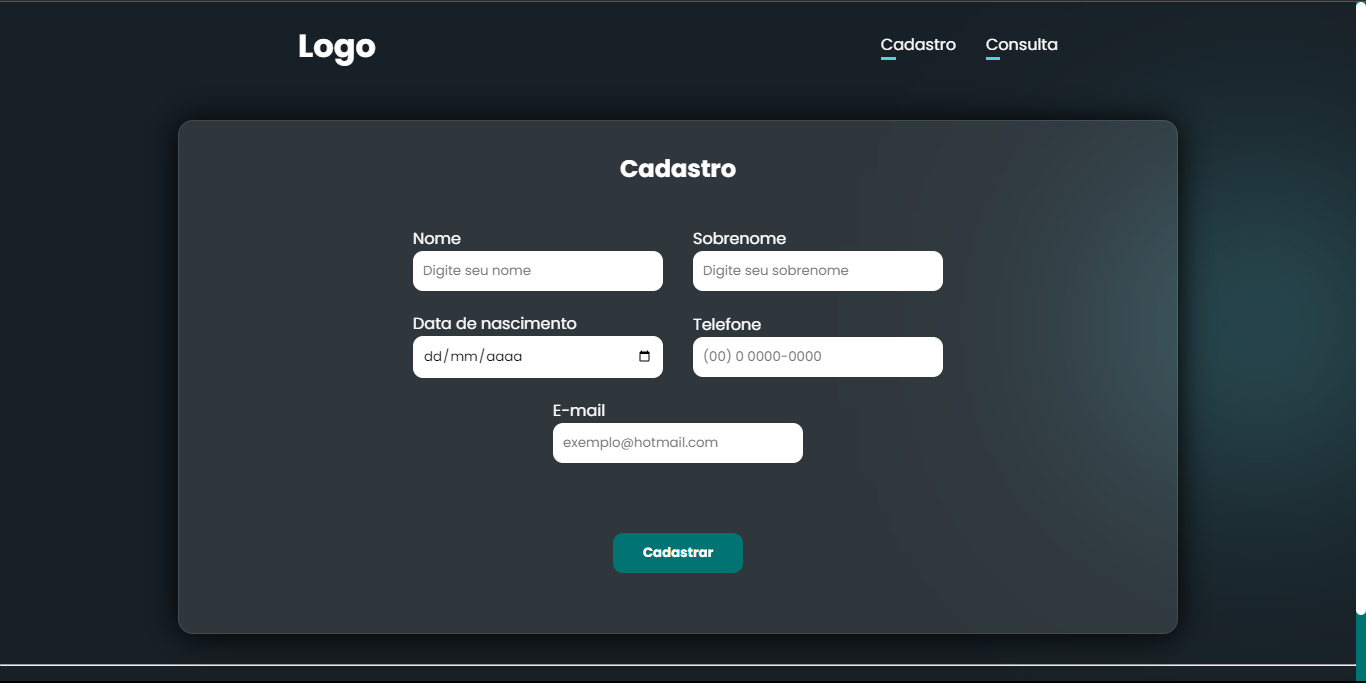 Logo
Cadastro Consulta
Cadastro
Nome Sobrenome
Digite seu nome Digite seu sobrenome
Data de nascimento Telefone
dd/mm/aaaa (00) 0 0000-0000
E-mail
exemplo@hotmail.com
Cadastrar